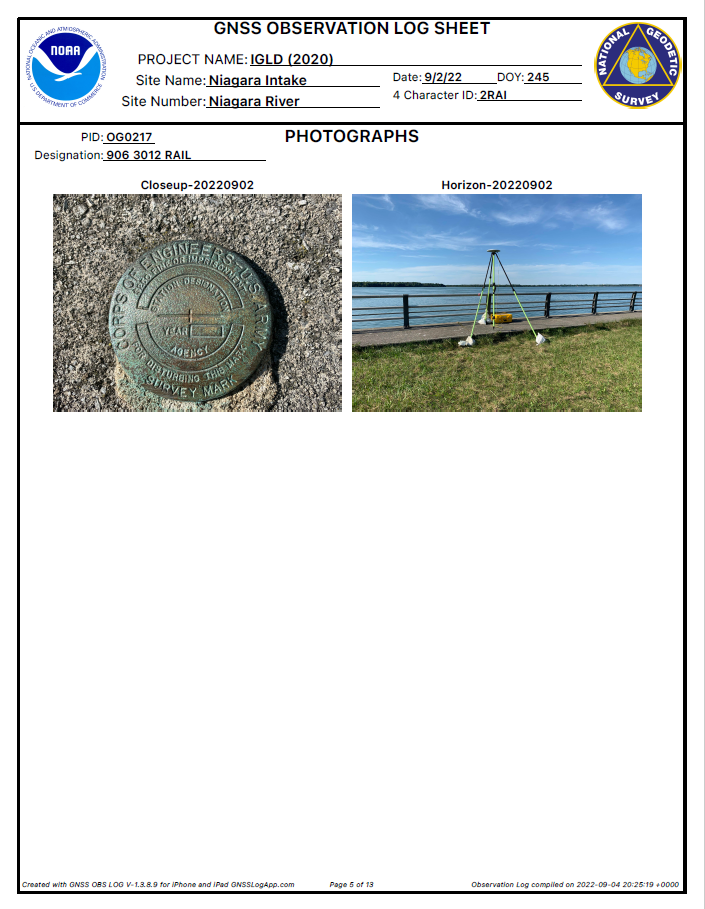 GNSS OBSERVATION LOG SHEET
NATIONAL OCEANIC AND ATMOSPHERIC ADMINISTRATION
U.S. DEPARTMENT OF COMMERCE
NOAA
PROJECT NAME: IGLD (2020)
Site Name: Niagara Intake
Date: 9/2/22 DOY: 245
Site Number: Niagara River
4 Character ID: 2RAI
NATIONAL GEODETIC SURVEY
PID: OG0217
PHOTOGRAPHS
Designation: 906 3012 RAIL
Closeup-20220902
Horizon-20220902
CORPS OF ENGINEERS-U.S. ARMY
STATION DESIGNATION
YEAR
AGENCY
DISTURBING THIS MARK
SURVEY MARK
Created with GNSS OBS LOG V-1.3.8.9 for iPhone and iPad GNSSLogApp.com
Page 5 of 13
Observation Log compiled on 2022-09-04 20:25:19 +0000